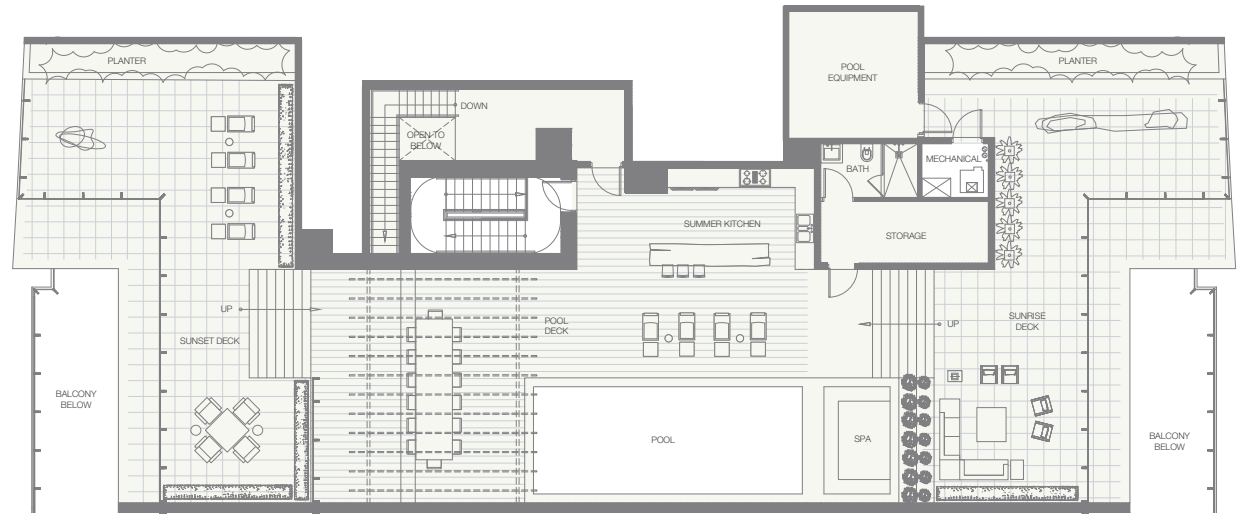 PLANTER
POOL
EQUIPMENT
PLANTER
DOWN
OPEN TO
BELOW
BATH
MECHANICAL
SUMMER KITCHEN
STORAGE
UP
POOL
DECK
UP
SUNRISE
DECK
SUNSET DECK
BALCONY
BELOW
POOL
SPA
BALCONY
BELOW